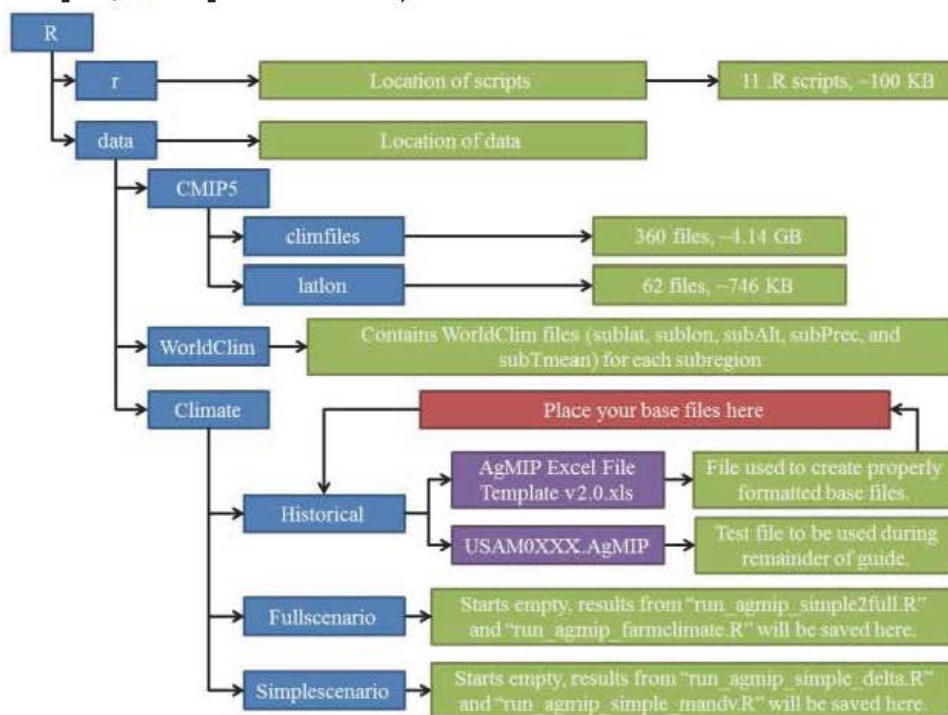 R
r
Location of scripts
11 .R scripts, ~100 KB
data
Location of data
CMIP5
climfiles
360 files, ~4.14 GB
latlon
62 files, ~746 KB
WorldClim
Contains WorldClim files (sublat, sublon, subAlt, subPrec, and
subTmean) for each subregion
Climate
Place your base files here
Historical
AgMIP Excel File
Template v2.0.xls
File used to create properly
formatted base files.
USAM0XXX.AgMIP
Test file to be used during
remainder of guide.
Fullscenario
Starts empty, results from “run_agmip_simple2full.R”
and “run_agmip_farmclimate.R” will be saved here.
Simplescenario
Starts empty, results from “run_agmip_simple_delta.R”
and “run_agmip_simple_mandv.R” will be saved here.